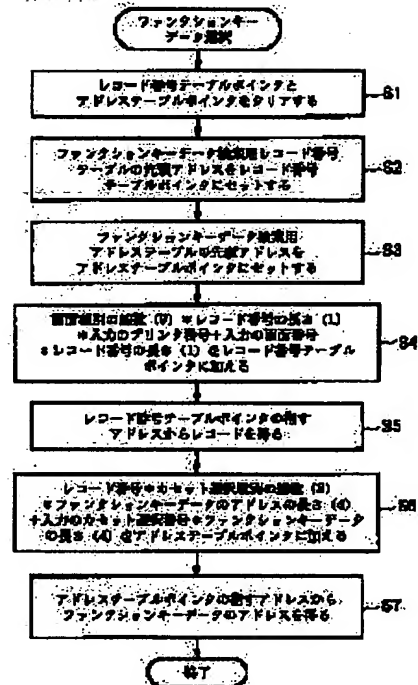 ファンクションキー
データ選択
レコード番号テーブルポインタと
アドレステーブルポインタをクリアする
S1
ファンクションキーデータ検索用レコード番号
テーブルの先頭アドレスをレコード番号
テーブルポインタにセットする
S2
ファンクションキーデータ検索用
アドレステーブルの先頭アドレスを
アドレステーブルポインタにセットする
S3
画面種別の総数 (9) *レコード番号の長さ (1)
*入力のプリンタ番号+入力の画面番号
*レコード番号の長さ (1) をレコード番号テーブル
ポインタに加える
S4
レコード番号テーブルポインタの指す
アドレスからレコードを得る
S5
レコード番号*カセット選択種別の総数 (3)
*ファンクションキーデータのアドレスの長さ (4)
+入力のカセット選択番号*ファンクションキーデータ
の長さ (4) をアドレステーブルポインタに加える
S6
アドレステーブルポインタの指すアドレスから
ファンクションキーデータのアドレスを得る
S7
終了